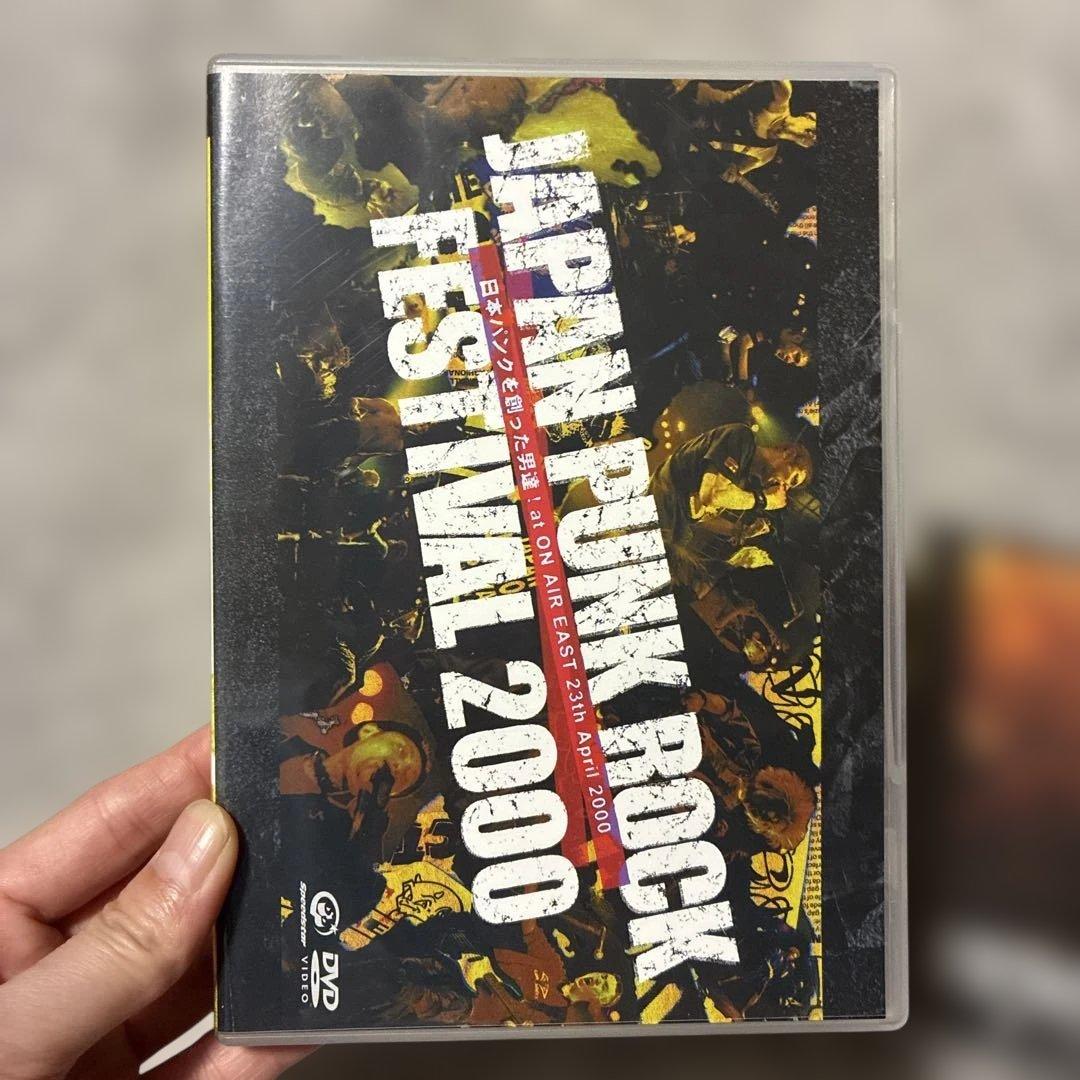 JAPAN PUNK ROCK
日本パンクを創った男達！at ON AIR EAST 23th April 2000
FESTIVAL 2000
Speedstar
DVD
VIDEO